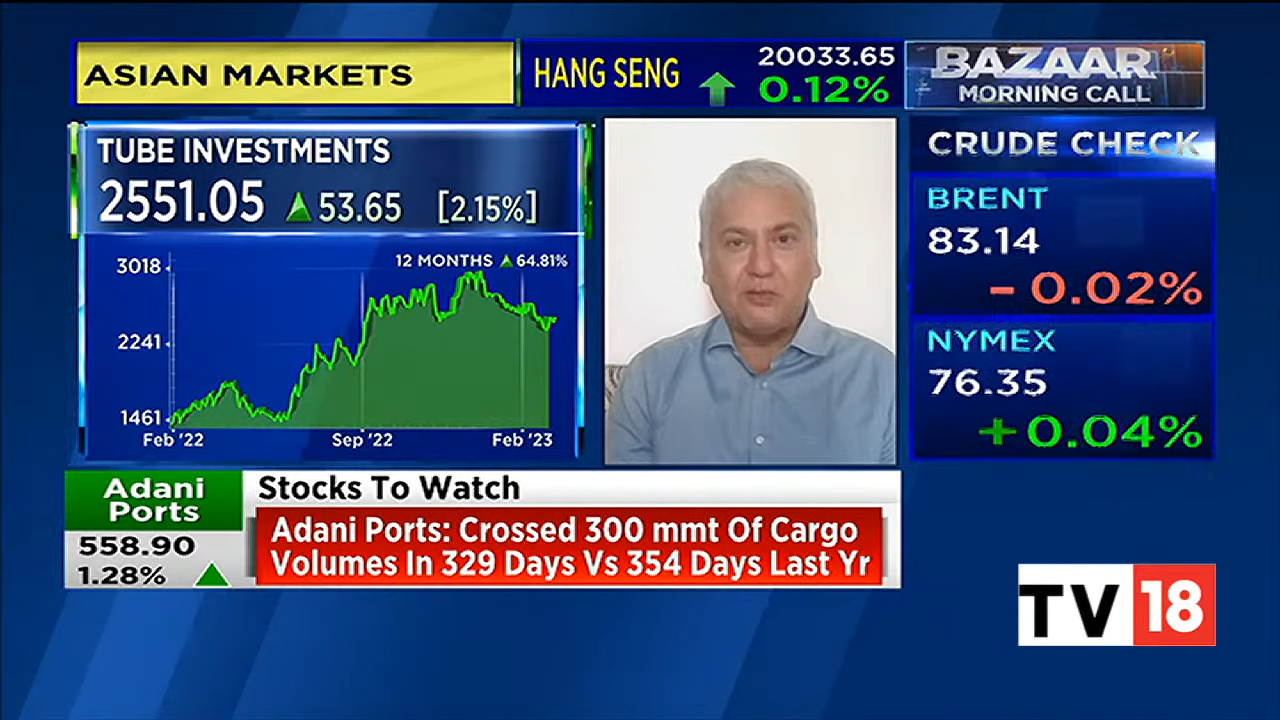 ASIAN MARKETS
HANG SENG
20033.65
0.12%
BAZAAR
MORNING CALL
TUBE INVESTMENTS
2551.05 53.65 [2.15%]
12 MONTHS 64.81%
3018
2241
1461
Feb '22 Sep '22 Feb '23
CRUDE CHECK
BRENT
83.14
- 0.02%
NYMEX
76.35
+0.04%
Adani
Ports
558.90
1.28%
Stocks To Watch
Adani Ports: Crossed 300 mmt Of Cargo
Volumes In 329 Days Vs 354 Days Last Yr
TV18